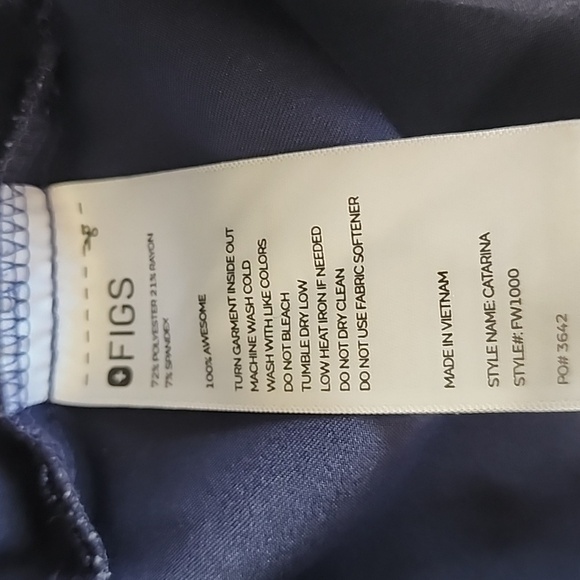 FIGS
72% POLYESTER 21% RAYON
7% SPANDEX
100% AWESOME
TURN GARMENT INSIDE OUT
MACHINE WASH COLD
WASH WITH LIKE COLORS
DO NOT BLEACH
TUMBLE DRY LOW
LOW HEAT IRON IF NEEDED
DO NOT DRY CLEAN
DO NOT USE FABRIC SOFTENER
MADE IN VIETNAM
STYLE NAME: CATARINA
STYLE#: FW1000
PO# 3642